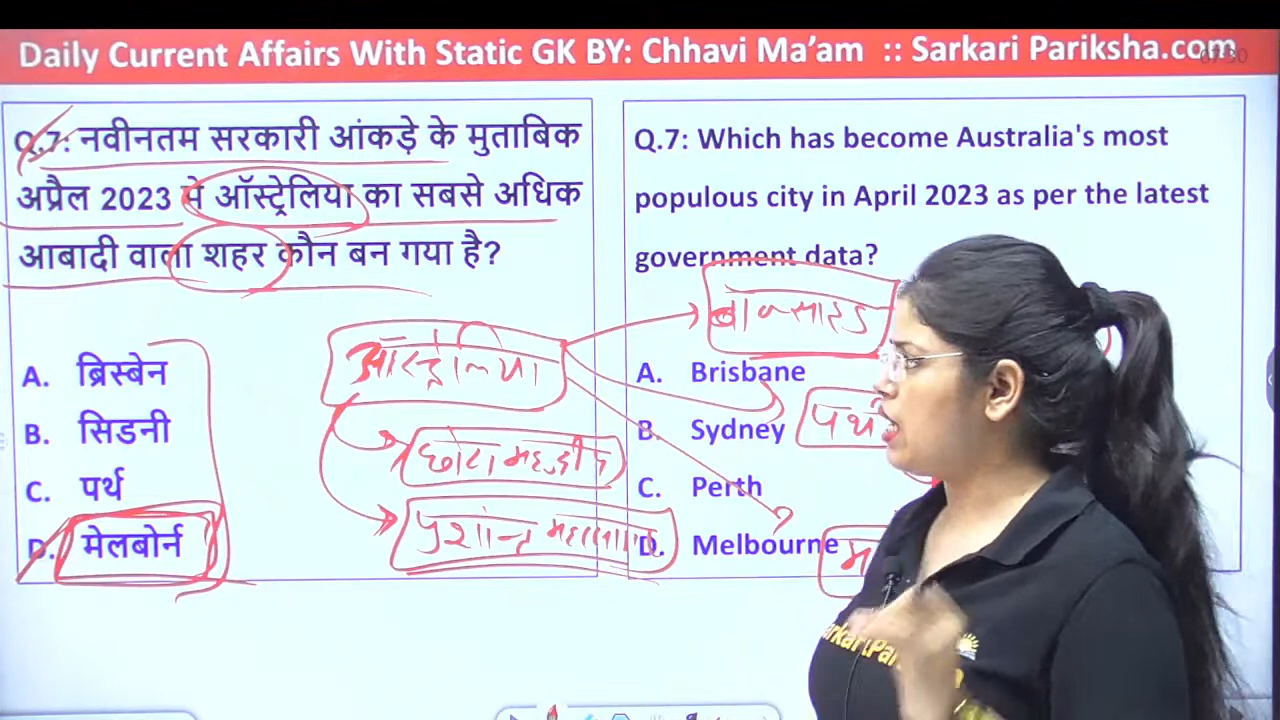 Daily Current Affairs With Static GK BY: Chhavi Ma’am :: Sarkari Pariksha.com
Q.7: नवीनतम सरकारी आंकड़े के मुताबिक
अप्रैल 2023 मे ऑस्ट्रेलिया का सबसे अधिक
आबादी वाला शहर कौन बन गया है?
A. ब्रिस्बेन
B. सिडनी
C. पर्थ
D. मेलबोर्न
ऑस्ट्रेलिया
छोटा महाद्वीप
प्रशान्त महासागर
Q.7: Which has become Australia's most
populous city in April 2023 as per the latest
government data?
बॉक्साइड
A. Brisbane
B. Sydney
पर्थ
C. Perth
D. Melbourne